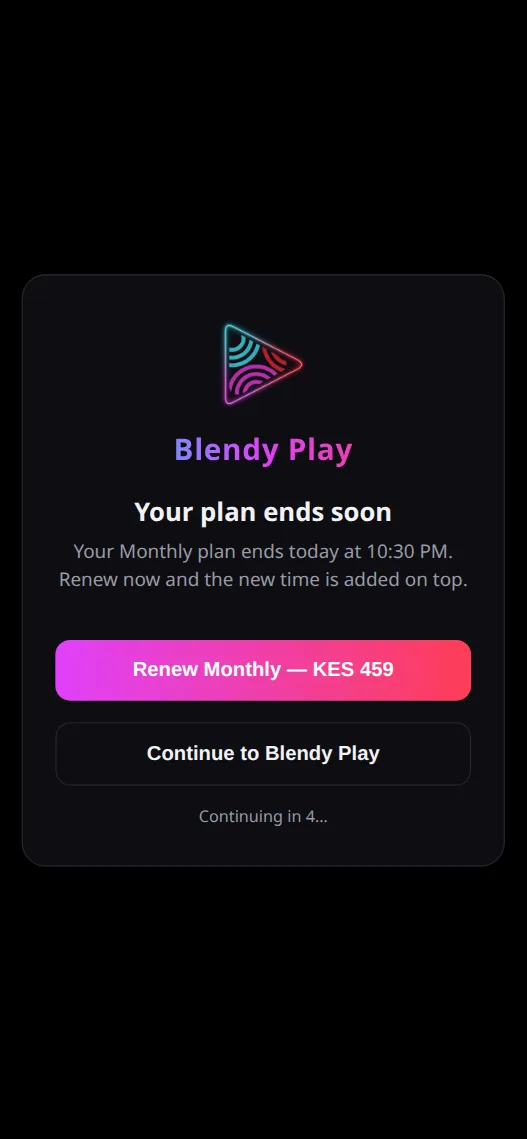 Blendy Play
Your plan ends soon
Your Monthly plan ends today at 10:30 PM.
Renew now and the new time is added on top.
Renew Monthly — KES 459
Continue to Blendy Play
Continuing in 4...